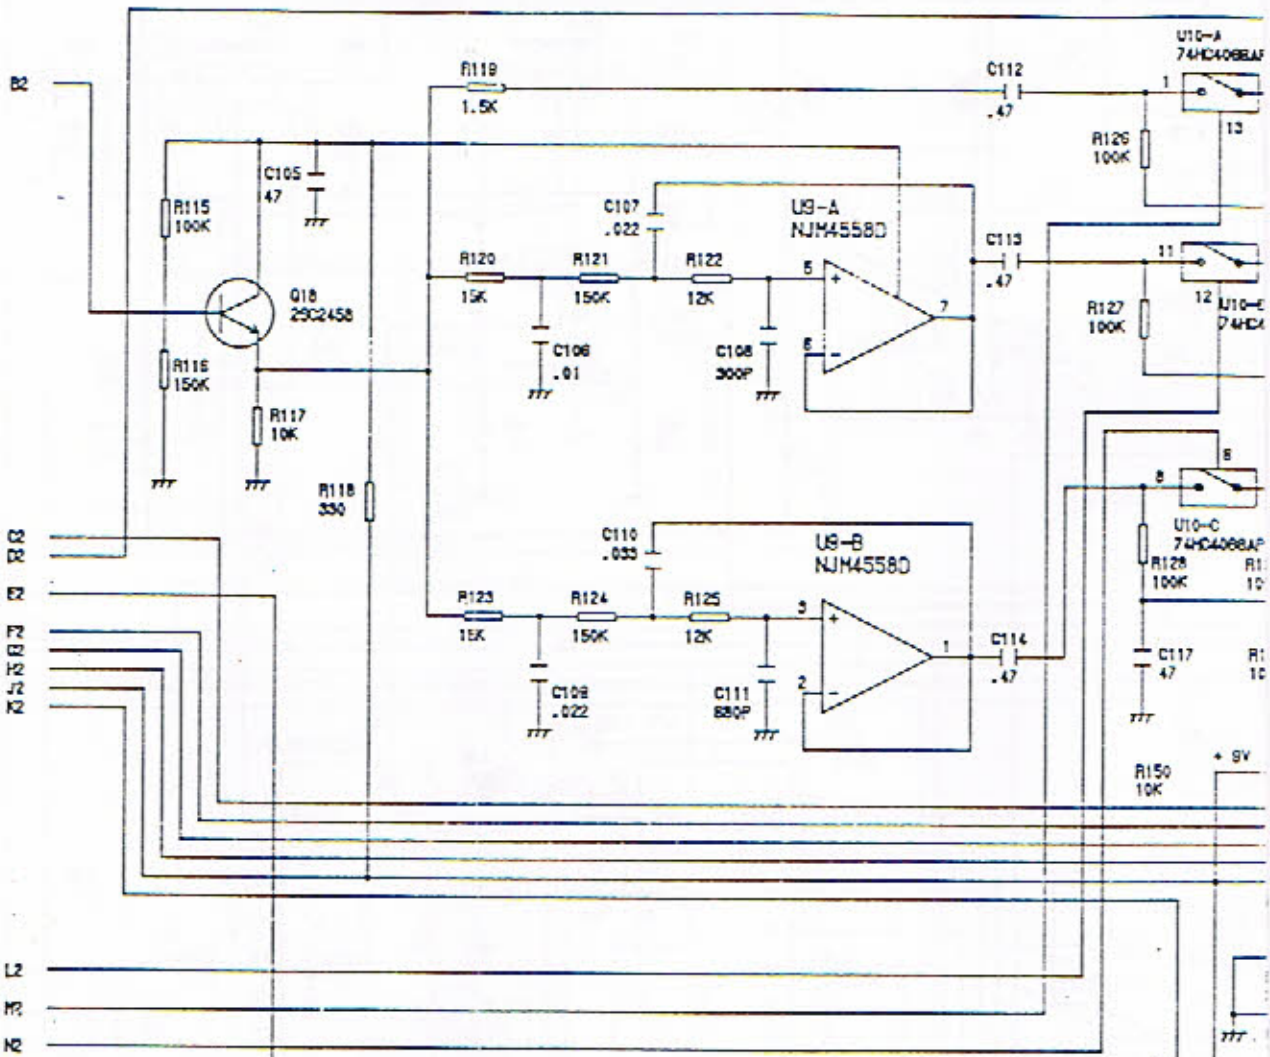 B2
R119
1.5K
C112
.47
U10-A
1
13
R126
100K
C105
47
R115
100K
C107
.022
U9-A
NJM4558D
C113
.47
11
12
R120
15K
R121
150K
R122
12K
5
7
6
Q18
2SC2458
C106
.01
C108
300P
R127
100K
R116
150K
R117
10K
R118
330
8
U10-C
C110
.033
U9-B
NJM4558D
R128
100K
D2
E2
F2
G2
H2
J2
K2
R123
15K
R124
150K
R125
12K
3
1
2
C114
.47
C109
.022
C111
C117
47
+ 9V
R150
10K
L2
M2
N2